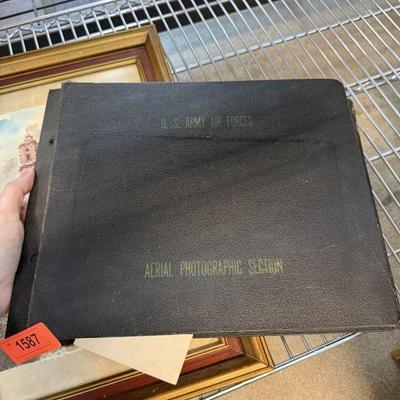 U. S. ARMY AIR FORCES
AERIAL PHOTOGRAPHIC SECTION
1587